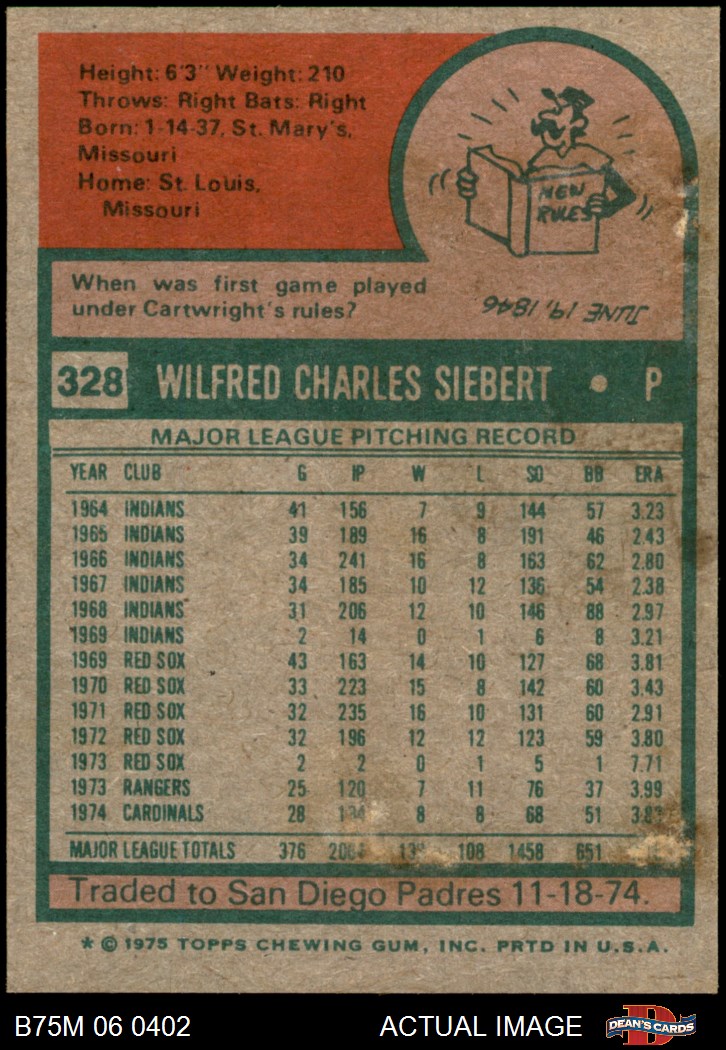 Height: 6'3" Weight: 210
Throws: Right Bats: Right
Born: 1-14-37, St. Mary's,
Missouri
Home: St. Louis,
Missouri
NEW
RULES
When was first game played
under Cartwright's rules?
JUNE 19, 1846
328 WILFRED CHARLES SIEBERT • P
MAJOR LEAGUE PITCHING RECORD
YEAR CLUB G IP W L SO BB ERA
1964 INDIANS 41 156 7 9 144 57 3.23
1965 INDIANS 39 189 16 8 191 46 2.43
1966 INDIANS 34 241 16 8 163 62 2.80
1967 INDIANS 34 185 10 12 136 54 2.38
1968 INDIANS 31 206 12 10 146 88 2.97
1969 INDIANS 2 14 0 1 6 8 3.21
1969 RED SOX 43 163 14 10 127 68 3.81
1970 RED SOX 33 223 15 8 142 60 3.43
1971 RED SOX 32 235 16 10 131 60 2.91
1972 RED SOX 32 196 12 12 123 59 3.80
1973 RED SOX 2 2 0 1 5 1 7.71
1973 RANGERS 25 120 7 11 76 37 3.99
1974 CARDINALS 28 8 8 68 51
MAJOR LEAGUE TOTALS 376 108 1458 651
Traded to San Diego Padres 11-18-74.
* © 1975 TOPPS CHEWING GUM, INC. PRTD IN U.S.A.
B75M 06 0402 ACTUAL IMAGE DEAN'S CARDS